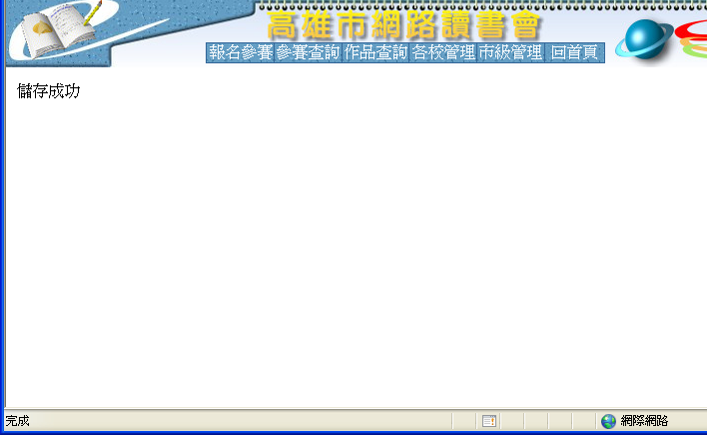 高雄市網路讀書會
報名參賽 參賽查詢 作品查詢 各校管理 市級管理 回首頁
儲存成功
完成 網際網路